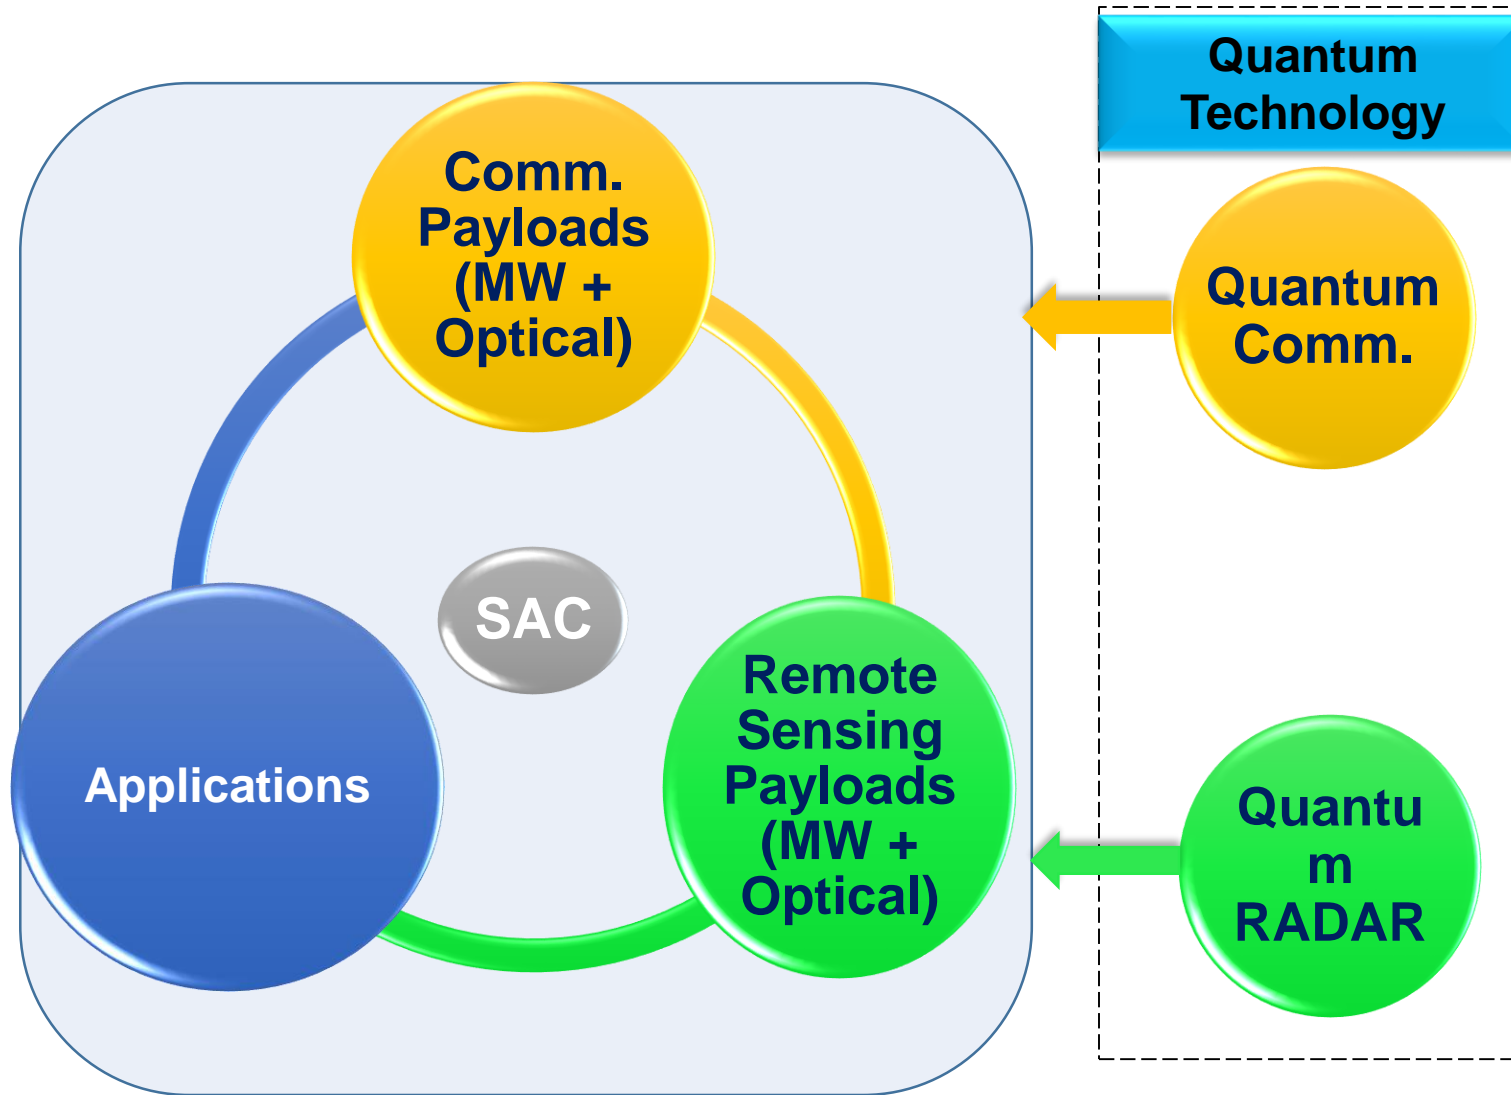 Quantum
Technology
Comm.
Payloads
(MW +
Optical)
Quantum
Comm.
SAC
Applications
Remote
Sensing
Payloads
(MW +
Optical)
Quantu
m
RADAR